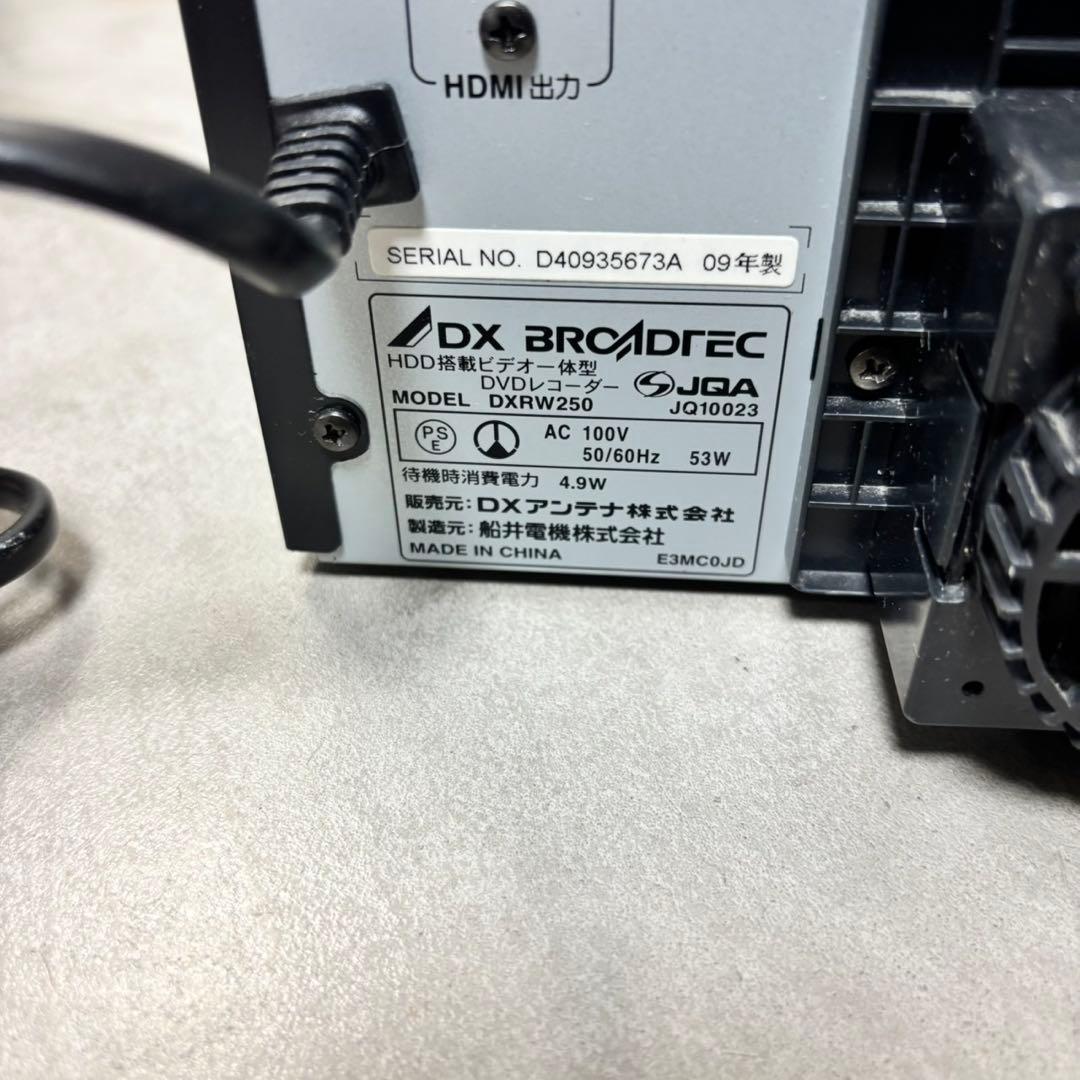 HDMI出力
SERIAL NO. D40935673A 09年製
DX BROADTEC
HDD搭載ビデオ一体型
DVDレコーダー JQA
MODEL DXRW250 JQ10023
PSE AC 100V
50/60Hz 53W
待機時消費電力 4.9W
販売元:DXアンテナ株式会社
製造元:船井電機株式会社
MADE IN CHINA E3MC0JD